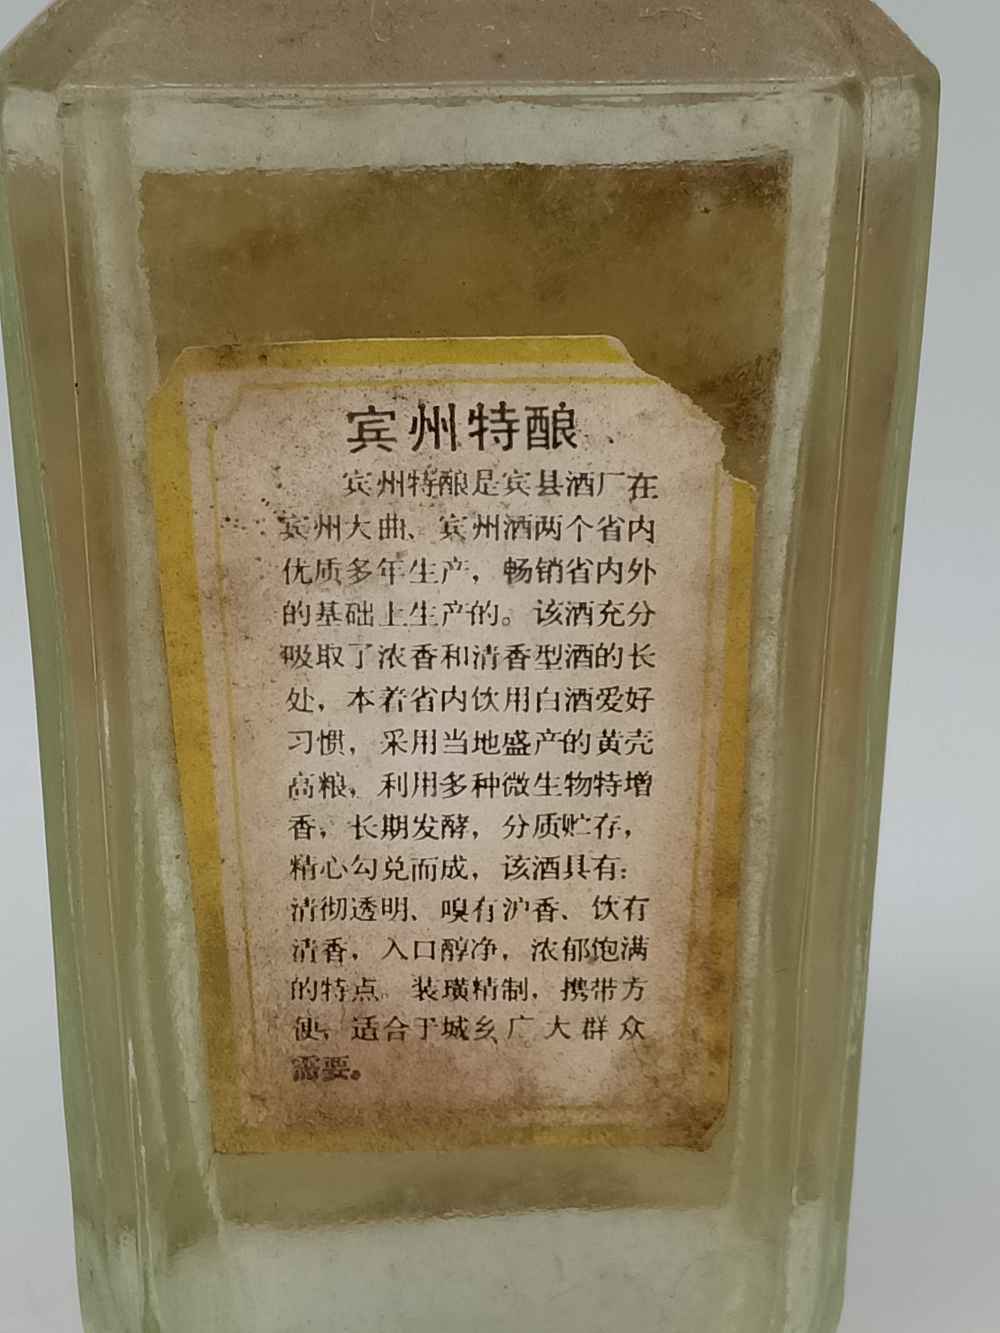 宾州特酿
宾州特酿是宾县酒厂在
宾州大曲、宾州酒两个省内
优质多年生产，畅销省内外
的基础上生产的。该酒充分
吸取了浓香和清香型酒的长
处，本着省内饮用白酒爱好
习惯，采用当地盛产的黄壳
高粮，利用多种微生物特增
香，长期发酵，分质贮存，
精心勾兑而成，该酒具有：
清彻透明、嗅有沪香、饮有
清香，入口醇净，浓郁饱满
的特点。装璜精制，携带方
便，适合于城乡广大群众
需要。